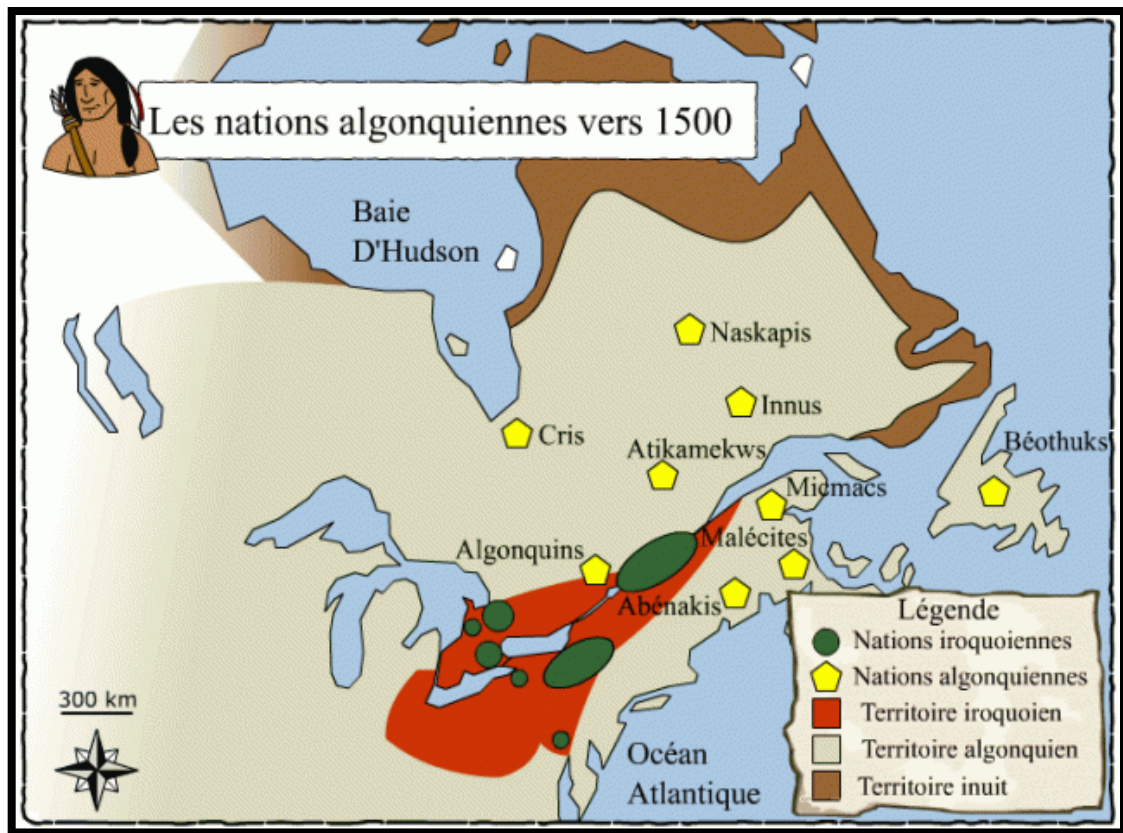 Les nations algonquiennes vers 1500
Baie
D'Hudson
Naskapis
Innus
Cris
Atikamekws
Béothuks
Micmacs
Malécites
Algonquins
Abénakis
Légende
Nations iroquoiennes
Nations algonquiennes
Territoire iroquoien
Territoire algonquien
Territoire inuit
300 km
Océan
Atlantique